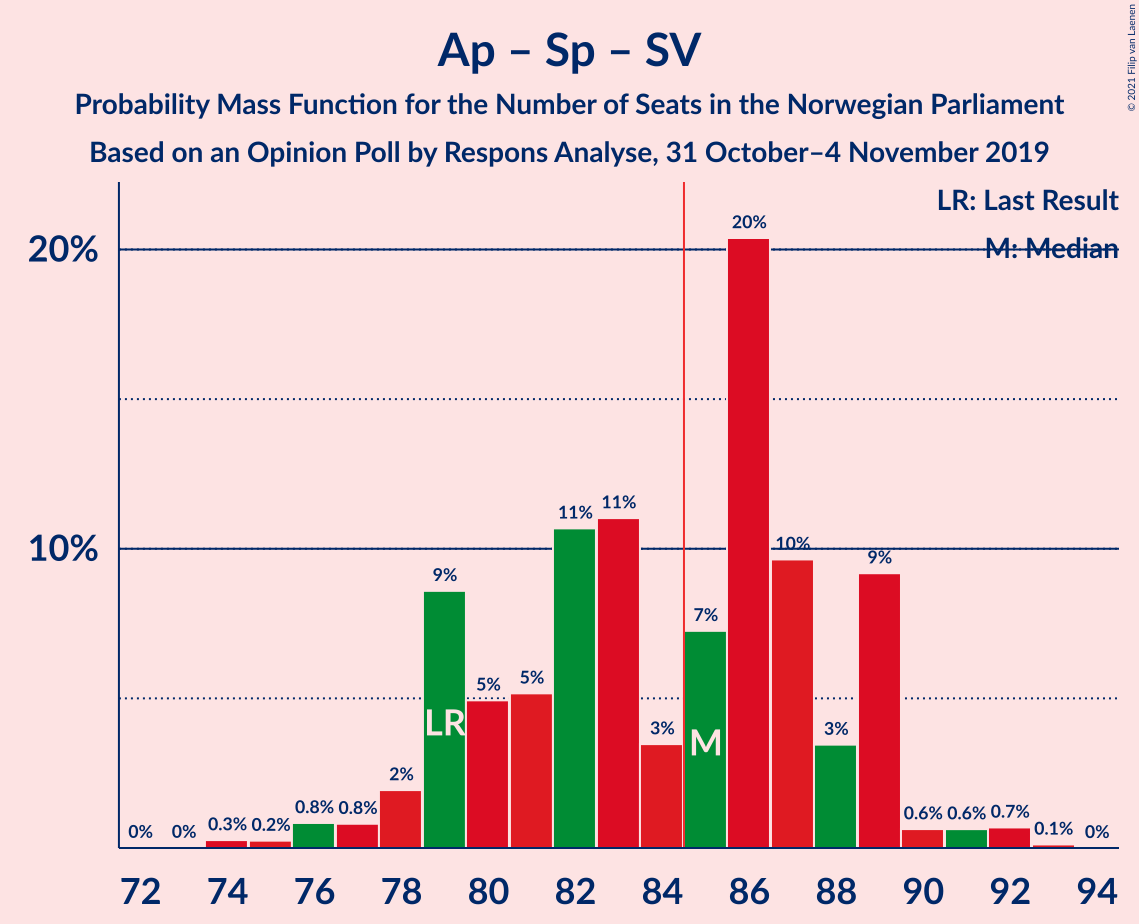 Ap – Sp – SV
Probability Mass Function for the Number of Seats in the Norwegian Parliament
Based on an Opinion Poll by Respons Analyse, 31 October–4 November 2019
© 2021 Filip van Laenen
LR: Last Result
M: Median
20%
10%
0% 0% 0.3% 0.2% 0.8% 0.8% 2% 9% 5% 5% 11% 11% 3% 7% 20% 10% 3% 9% 0.6% 0.6% 0.7% 0.1% 0%
LR M
72 74 76 78 80 82 84 86 88 90 92 94